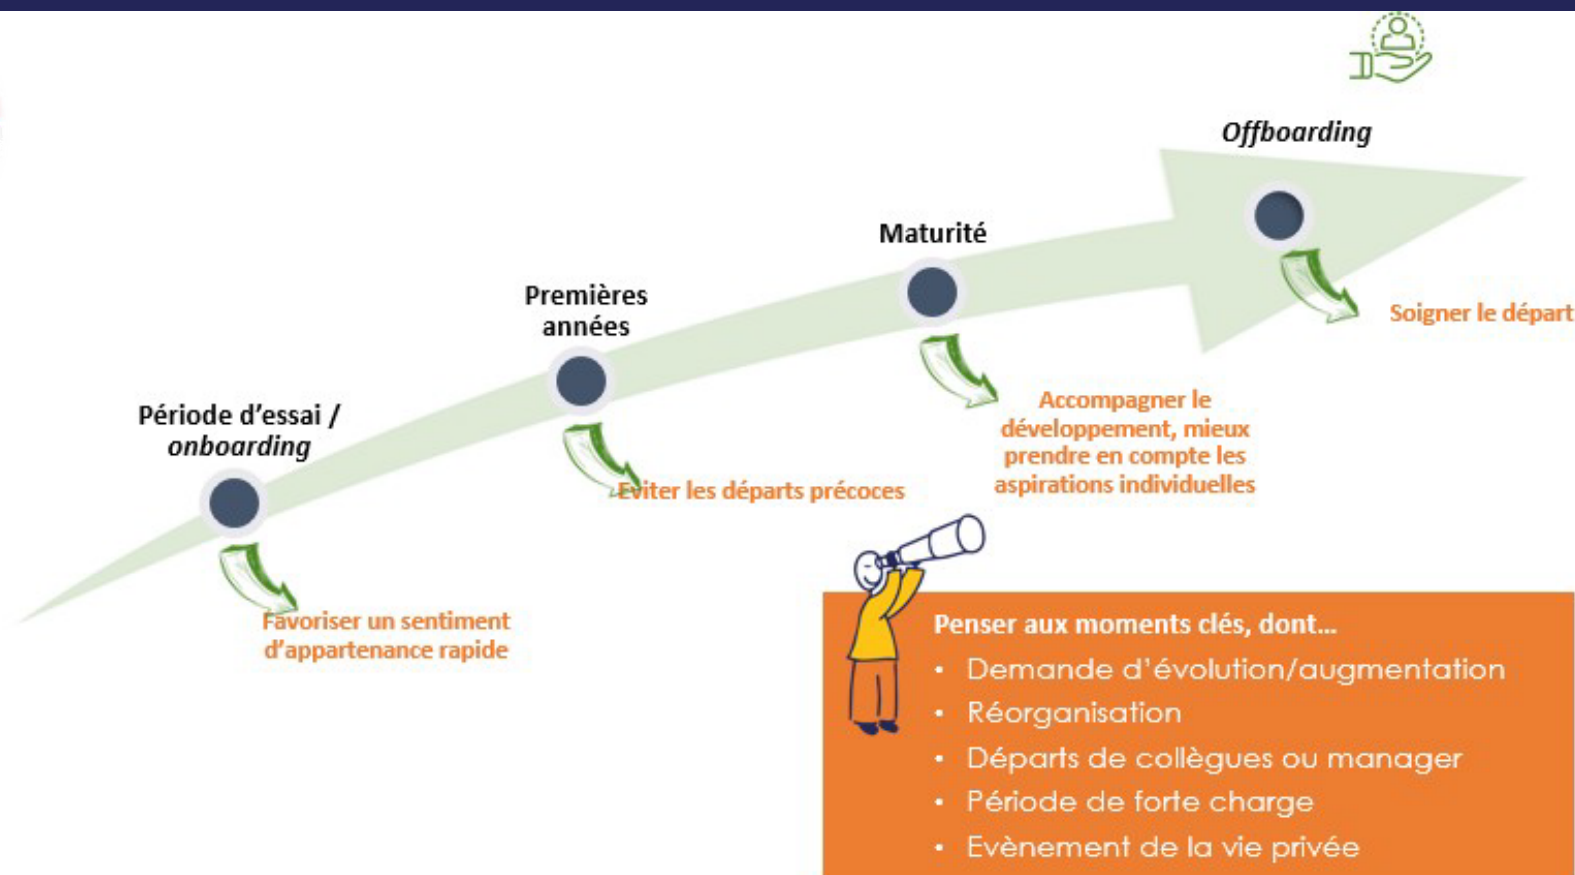 Offboarding
Soigner le départ
Maturité
Accompagner le
développement, mieux
prendre en compte les
aspirations individuelles
Premières
années
Eviter les départs précoces
Période d'essai /
onboarding
Favoriser un sentiment
d'appartenance rapide
Penser aux moments clés, dont...
• Demande d'évolution/augmentation
• Réorganisation
• Départs de collègues ou manager
• Période de forte charge
• Evènement de la vie privée